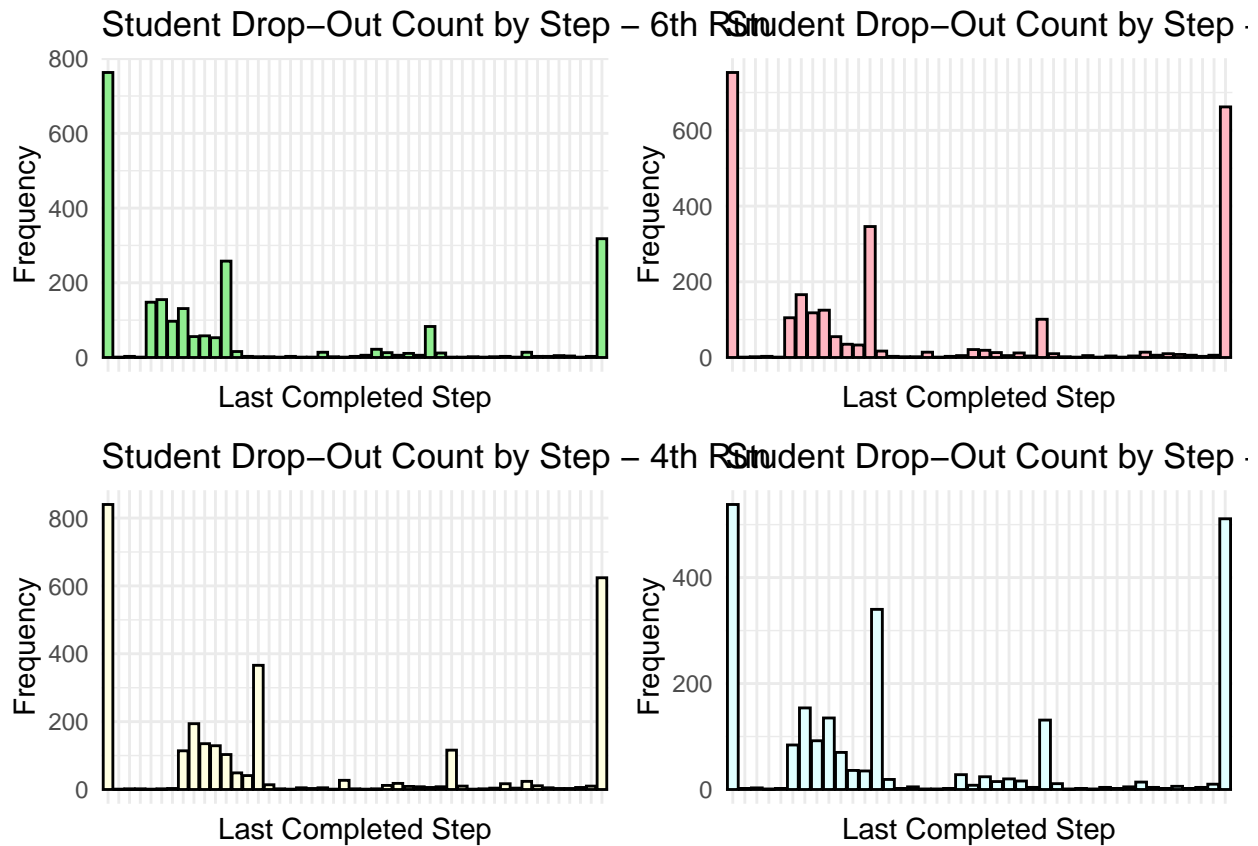 Student Drop−Out Count by Step − 6th Run
Student Drop−Out Count by Step −
800
600
400
200
0
Frequency
Last Completed Step
600
400
200
0
Frequency
Last Completed Step
Student Drop−Out Count by Step − 4th Run
Student Drop−Out Count by Step −
800
600
400
200
0
Frequency
Last Completed Step
400
200
0
Frequency
Last Completed Step